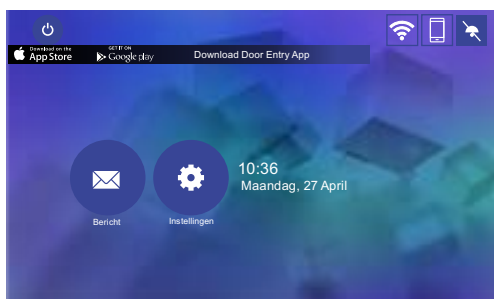 Download on the
App Store
GET IT ON
Google play
Download Door Entry App
10:36
Maandag, 27 April
Bericht
Instellingen